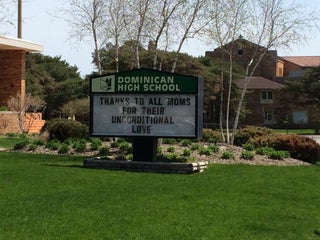 DOMINICAN
HIGH SCHOOL
THANKS TO ALL MOMS
FOR THEIR
UNCONDITIONAL
LOVE